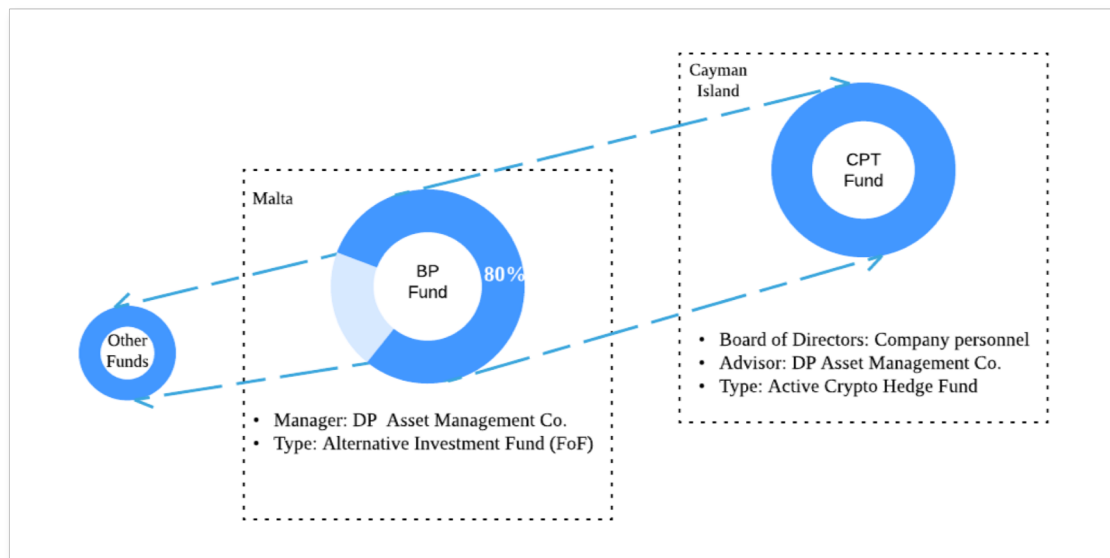 Cayman
Island
CPT
Fund
Malta
BP
Fund
80%
Other
Funds
• Board of Directors: Company personnel
• Advisor: DP Asset Management Co.
• Type: Active Crypto Hedge Fund
• Manager: DP Asset Management Co.
• Type: Alternative Investment Fund (FoF)